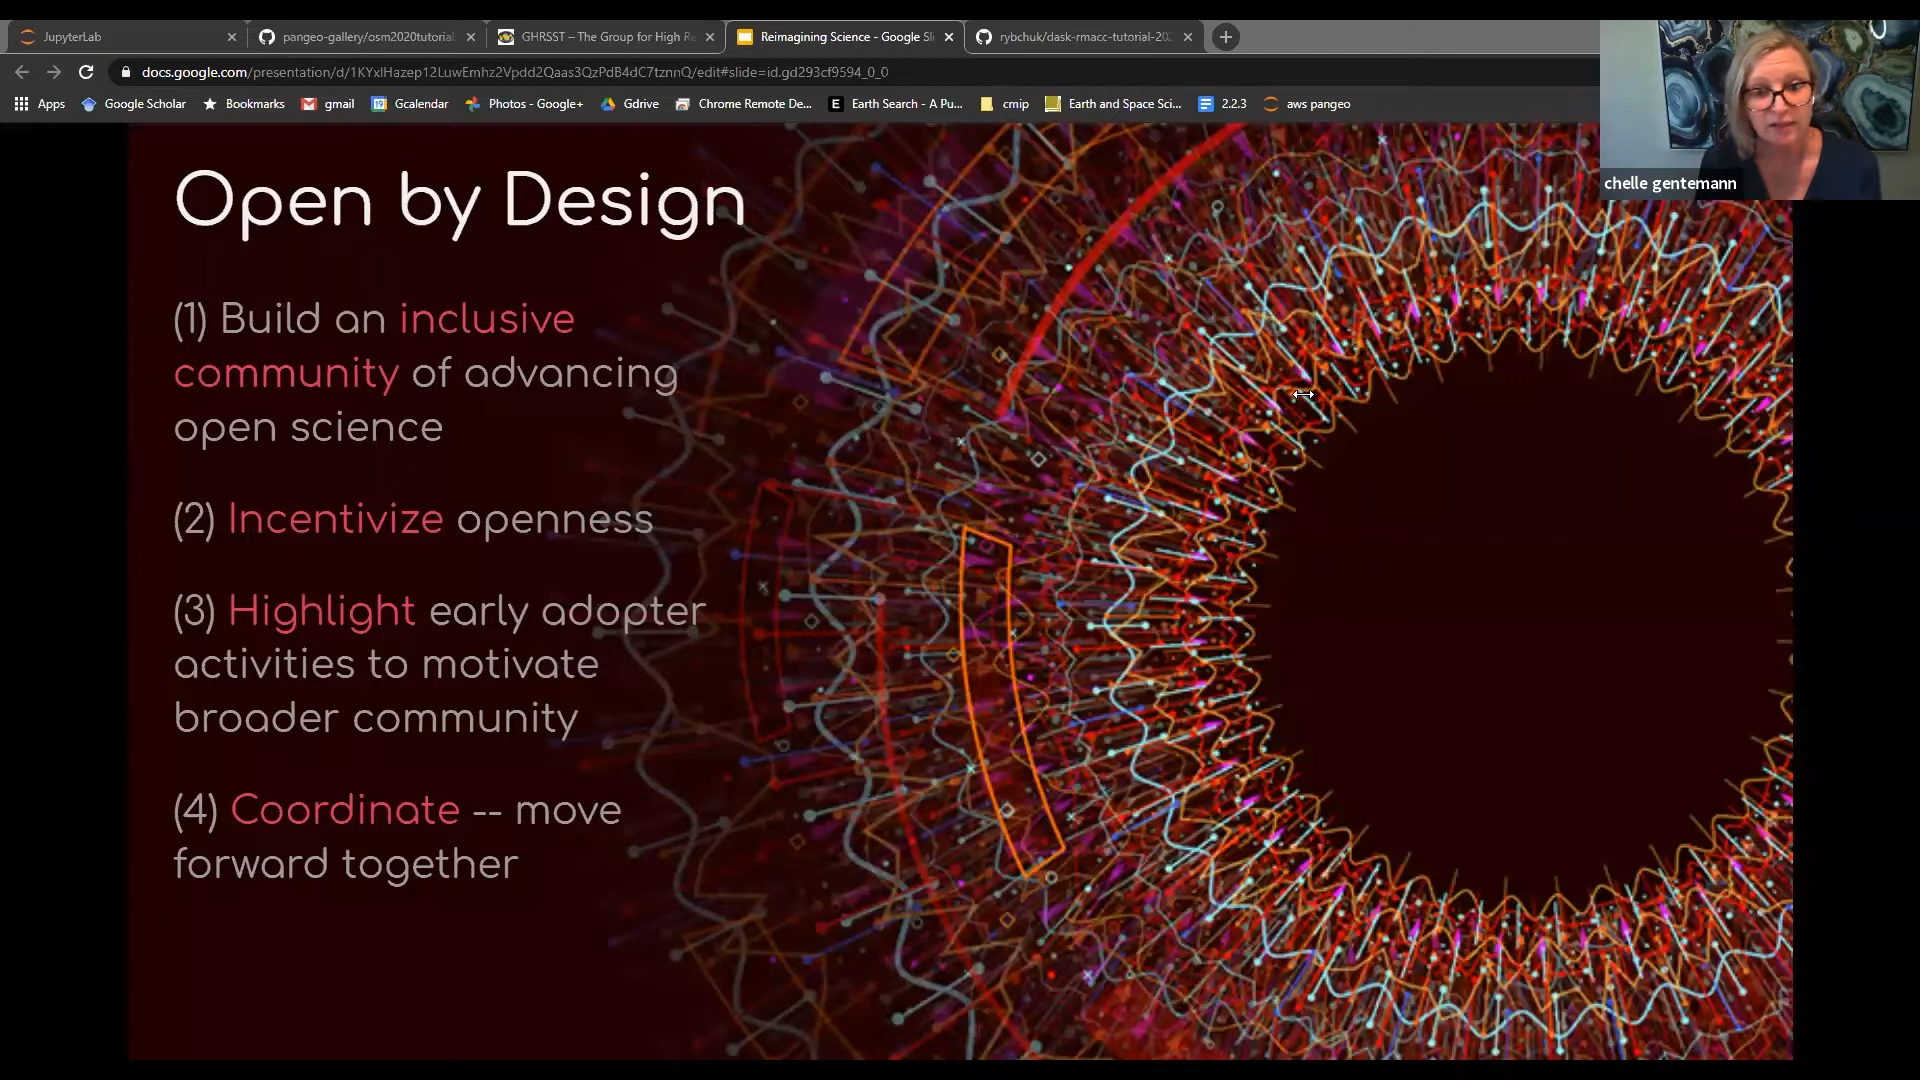 JupyterLab
pangeo-gallery/osm2020tutorial
GHRSST – The Group for High Re
Reimagining Science - Google Sli
rybchuk/dask-rmacc-tutorial-202
docs.google.com/presentation/d/1KYxlHazep12LuwEmhz2Vpdd2Qaas3QzPdB4dC7tznnQ/edit#slide=id.gd293cf9594_0_0
Apps
Google Scholar
Bookmarks
gmail
Gcalendar
Photos - Google+
Gdrive
Chrome Remote De...
Earth Search - A Pu...
cmip
Earth and Space Sci...
2.2.3
aws pangeo
chelle gentemann
Open by Design
(1) Build an inclusive
community of advancing
open science
(2) Incentivize openness
(3) Highlight early adopter
activities to motivate
broader community
(4) Coordinate -- move
forward together